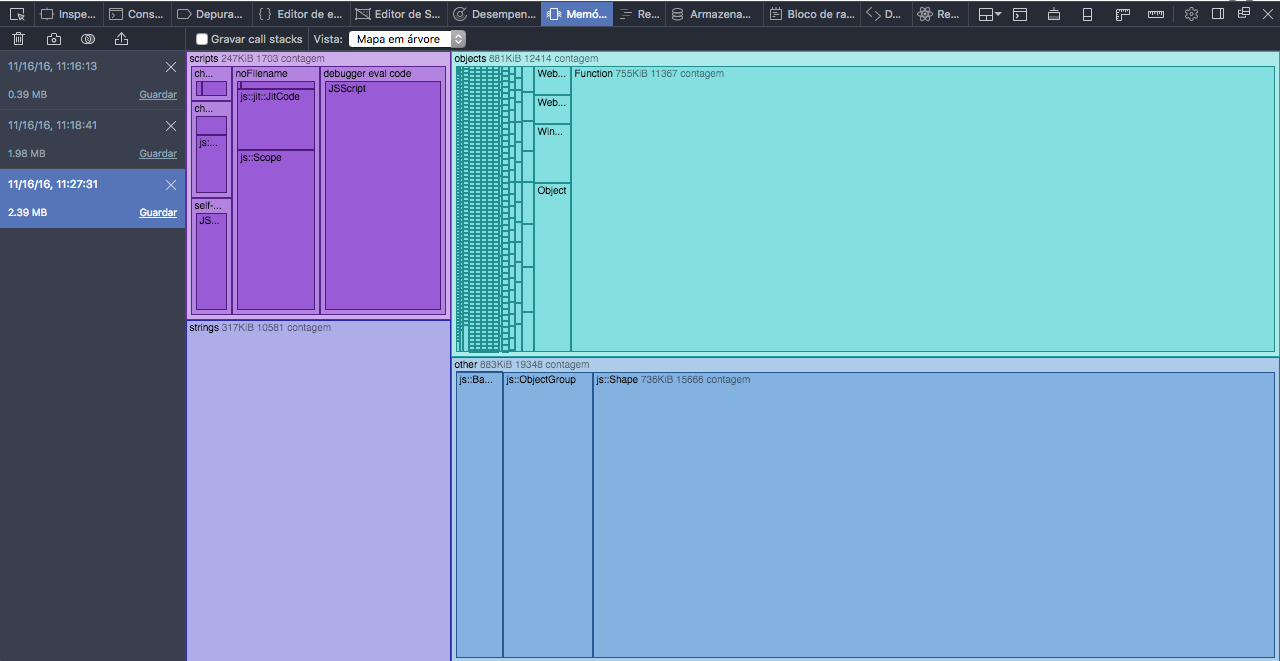 Inspe... Cons... Depura... Editor de e... Editor de S... Desempen... Memó... Re... Armazena... Bloco de ra... D... Re...
Gravar call stacks Vista: Mapa em árvore
11/16/16, 11:16:13
0.39 MB Guardar
11/16/16, 11:18:41
1.98 MB Guardar
11/16/16, 11:27:31
2.39 MB Guardar
scripts 247KiB 1703 contagem
ch...
ch...
js:...
self-...
JS...
noFilename
js::jit::JitCode
js::Scope
debugger eval code
JSScript
strings 317KiB 10581 contagem
objects 881KiB 12414 contagem
Web...
Web...
Win...
Object
Function 755KiB 11367 contagem
other 883KiB 19348 contagem
js::Ba...
js::ObjectGroup
js::Shape 736KiB 15666 contagem